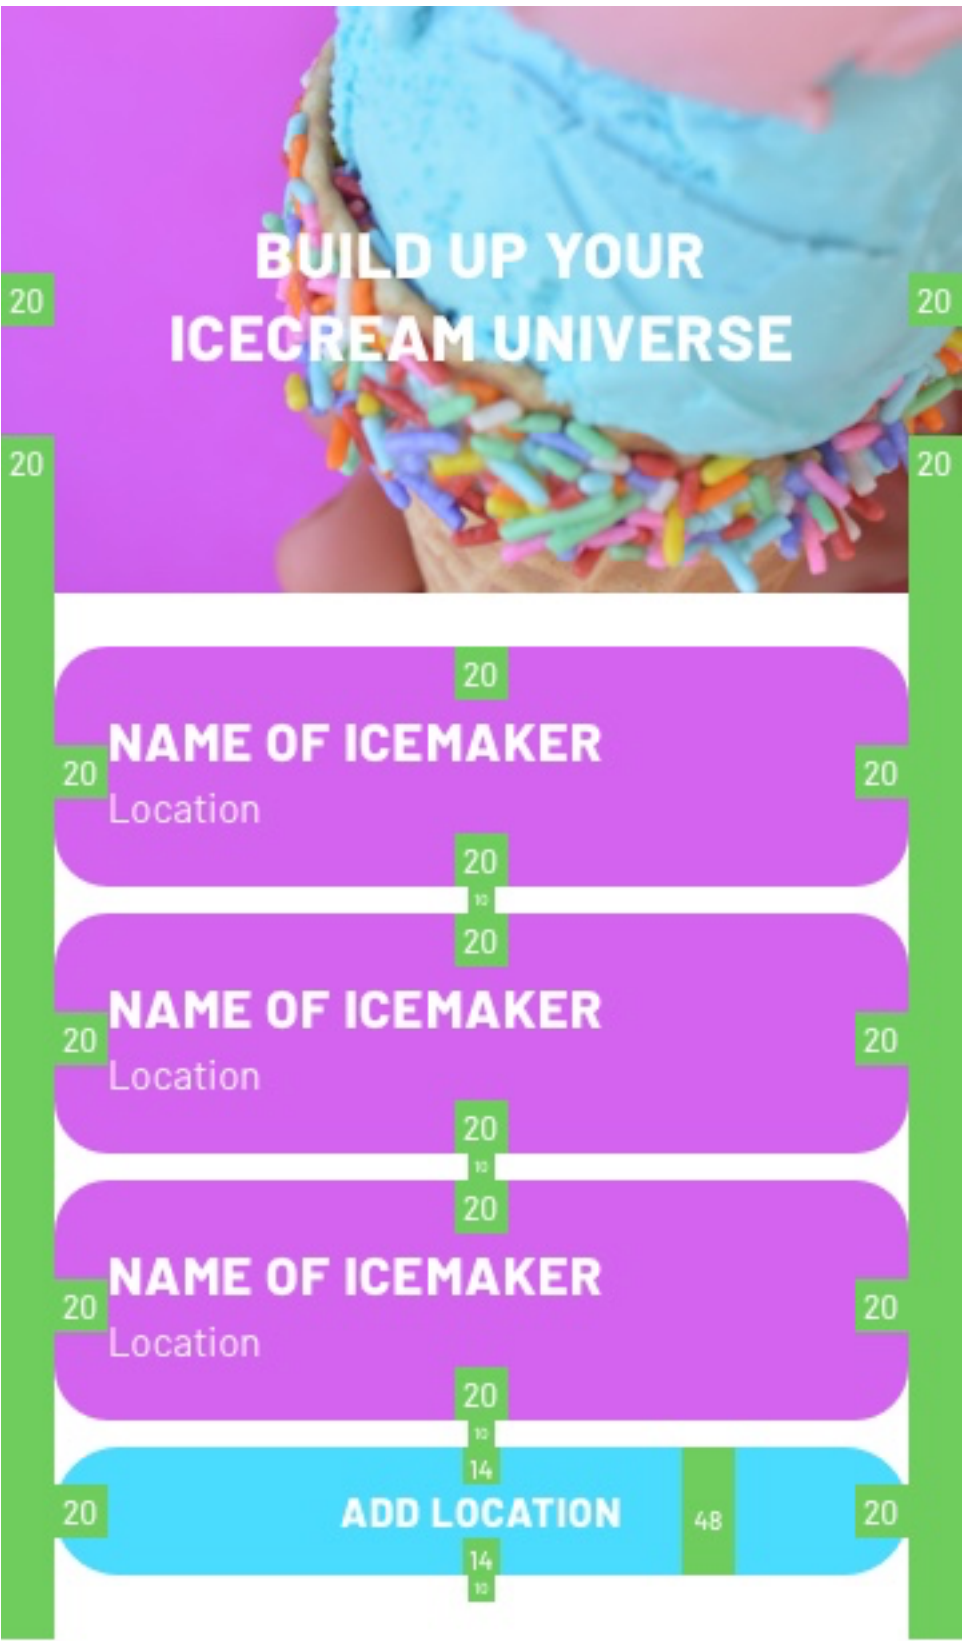 BUILD UP YOUR
20 20
ICECREAM UNIVERSE
20 20
20
NAME OF ICEMAKER
20 20
Location
20
10
20
NAME OF ICEMAKER
20 20
Location
20
10
20
NAME OF ICEMAKER
20 20
Location
20
10
14
20 ADD LOCATION 48 20
14
10